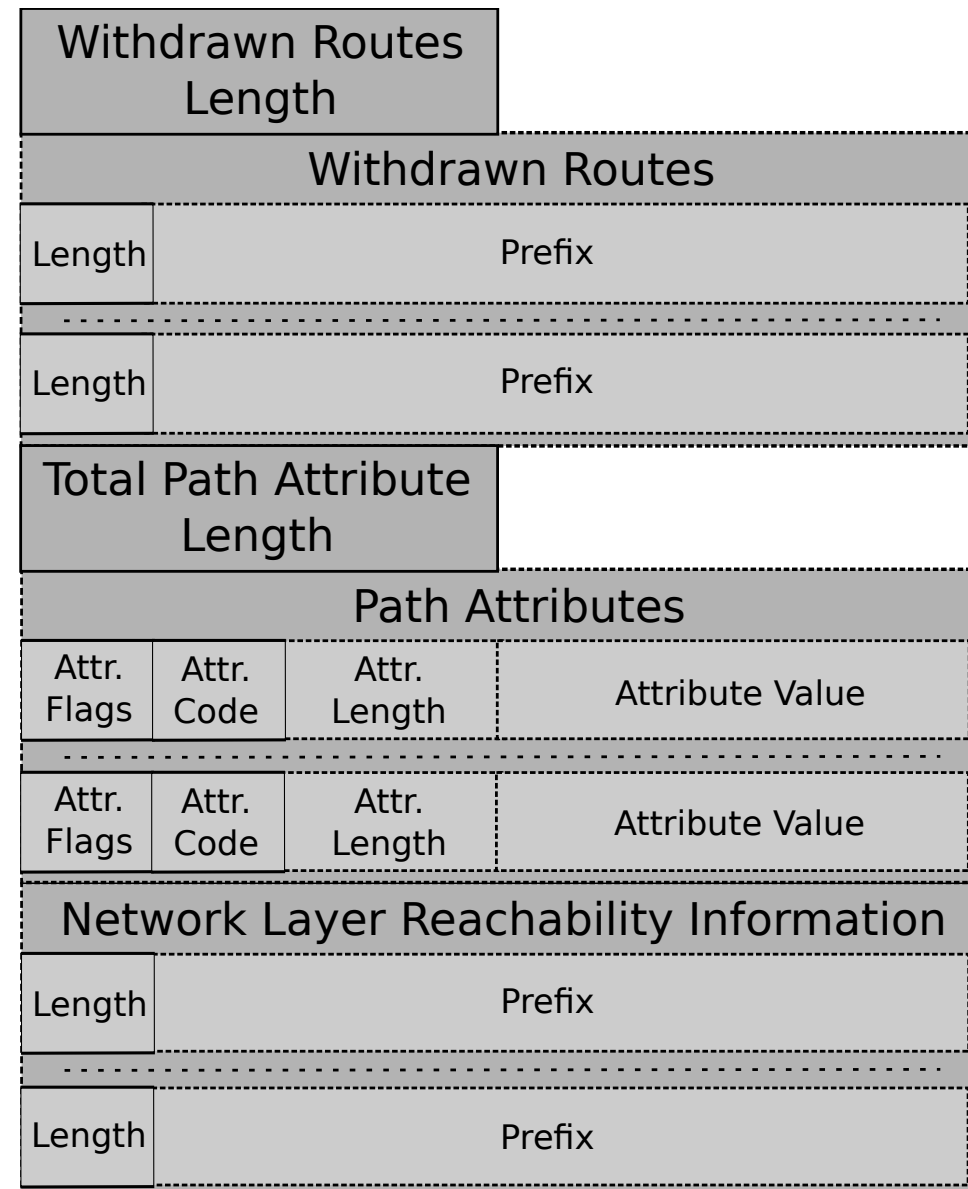 Withdrawn Routes
Length
Withdrawn Routes
Length
Prefix
Length
Prefix
Total Path Attribute
Length
Path Attributes
Attr.
Flags
Attr.
Code
Attr.
Length
Attribute Value
Attr.
Flags
Attr.
Code
Attr.
Length
Attribute Value
Network Layer Reachability Information
Length
Prefix
Length
Prefix